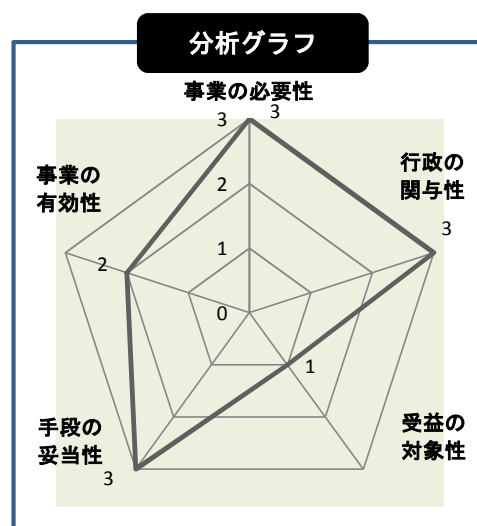 分析グラフ
事業の必要性
3
3
行政の
関与性
3
事業の
有効性
2
2
1
0
1
受益の
対象性
手段の
妥当性
3